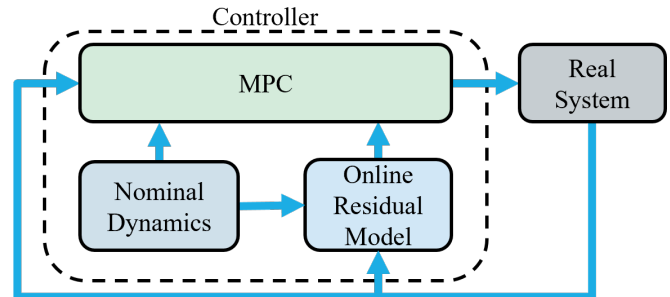 Controller
MPC
Real
System
Nominal
Dynamics
Online
Residual
Model